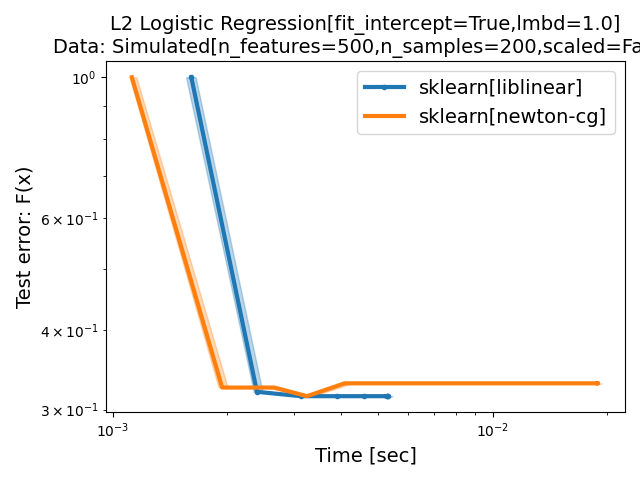 L2 Logistic Regression[fit_intercept=True,lmbd=1.0]
Data: Simulated[n_features=500,n_samples=200,scaled=Fa
sklearn[liblinear]
sklearn[newton-cg]
Test error: F(x)
10⁰
6 × 10⁻¹
4 × 10⁻¹
3 × 10⁻¹
10⁻³
10⁻²
Time [sec]